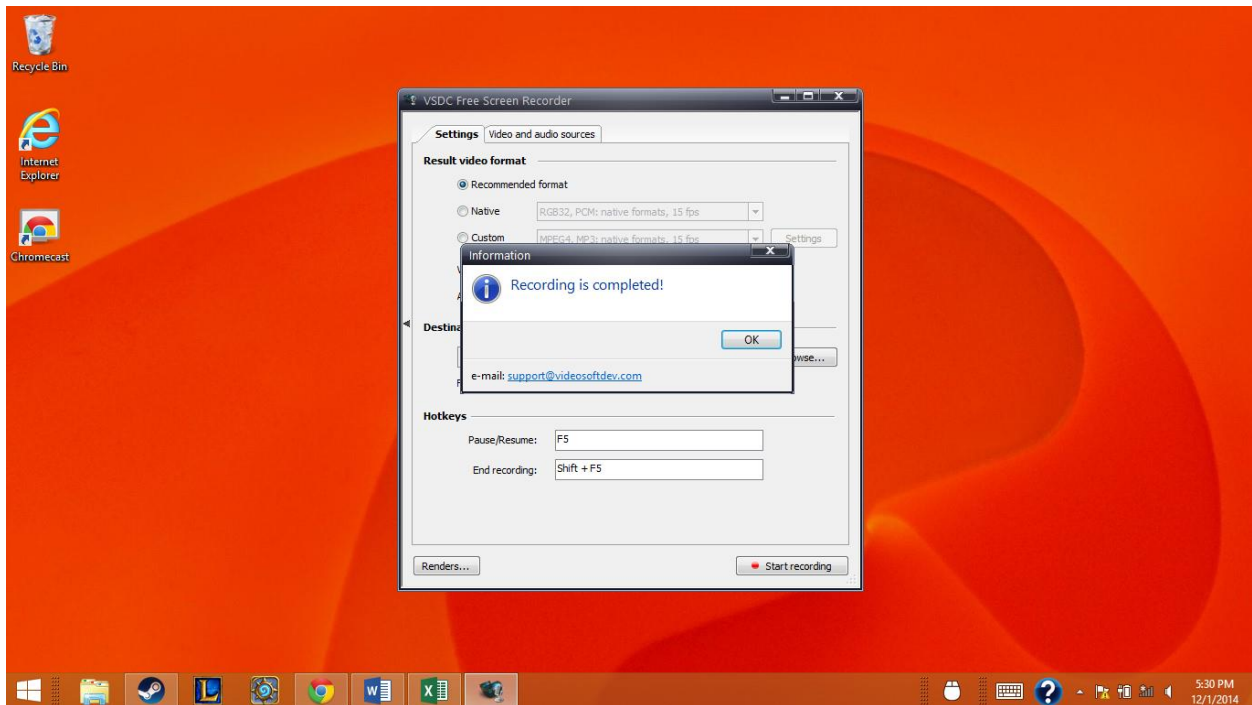 Recycle Bin
Internet
Explorer
Chromecast
VSDC Free Screen Recorder
Settings
Video and audio sources
Result video format
Recommended format
Native
RGB32, PCM: native formats, 15 fps
Custom
MPEG4, MP3: native formats, 15 fps
Settings
Information
Recording is completed!
OK
e-mail: support@videosoftdev.com
Hotkeys
Pause/Resume:
F5
End recording:
Shift + F5
Renders...
Start recording
5:30 PM
12/1/2014